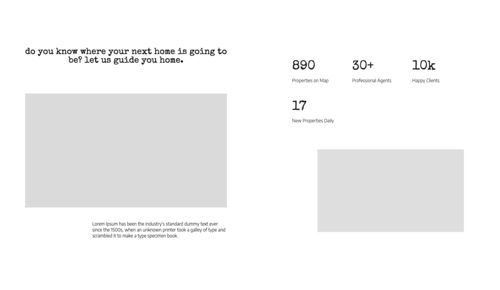 do you know where your next home is going to
be? let us guide you home.
Lorem Ipsum has been the industry's standard dummy text ever
since the 1500s, when an unknown printer took a galley of type and
scrambled it to make a type specimen book.
890
Properties on Map
30+
Professional Agents
10k
Happy Clients
17
New Properties Daily